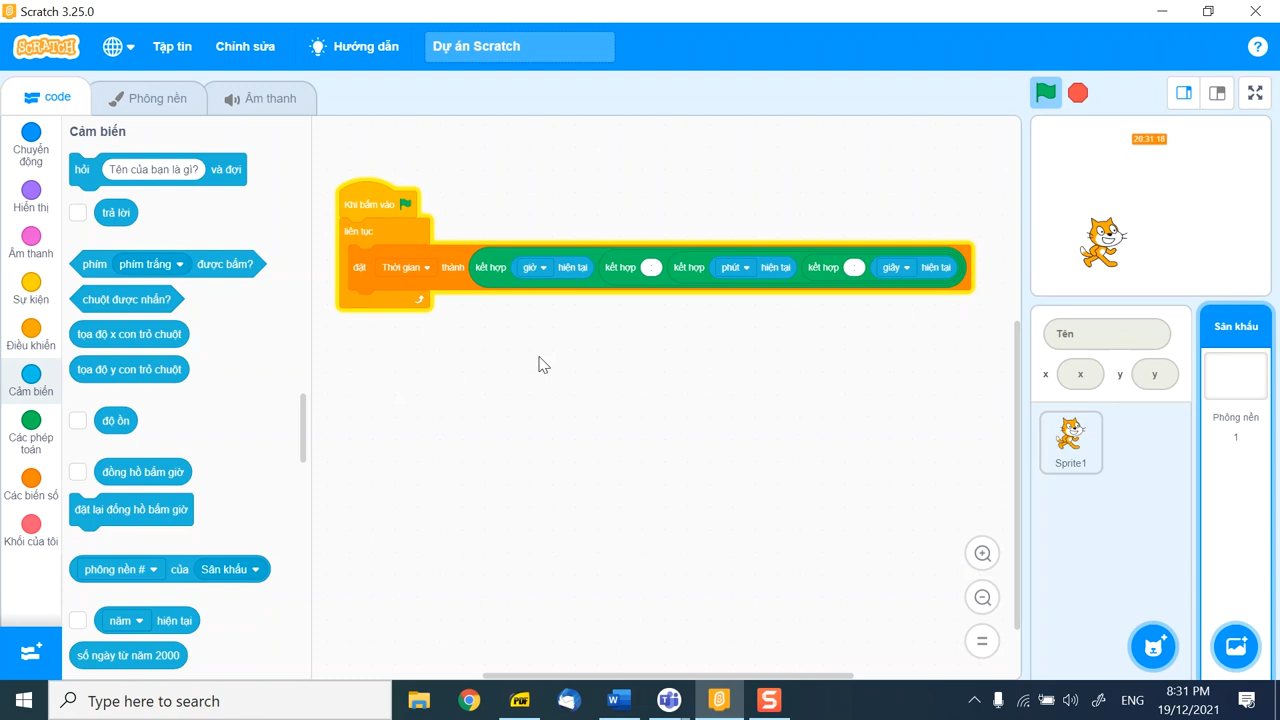 Scratch 3.25.0
SCRATCH
Tập tin
Chỉnh sửa
Hướng dẫn
Dự án Scratch
?
code
Phông nền
Âm thanh
Chuyển động
Hiển thị
Âm thanh
Sự kiện
Điều khiển
Cảm biến
Các phép toán
Các biến số
Khối của tôi
Cảm biến
hỏi Tên của bạn là gì? và đợi
trả lời
phím phím trắng được bấm?
chuột được nhấn?
tọa độ x con trỏ chuột
tọa độ y con trỏ chuột
độ ồn
đồng hồ bấm giờ
đặt lại đồng hồ bấm giờ
phông nền # của Sân khấu
năm hiện tại
số ngày từ năm 2000
Khi bấm vào
liên tục
đặt Thời gian thành kết hợp giờ hiện tại kết hợp : kết hợp phút hiện tại kết hợp : giây hiện tại
20:31:18
Tên
x x y y
Sprite1
Sân khấu
Phông nền
1
Type here to search
PDF
W
S
ENG
8:31 PM
19/12/2021